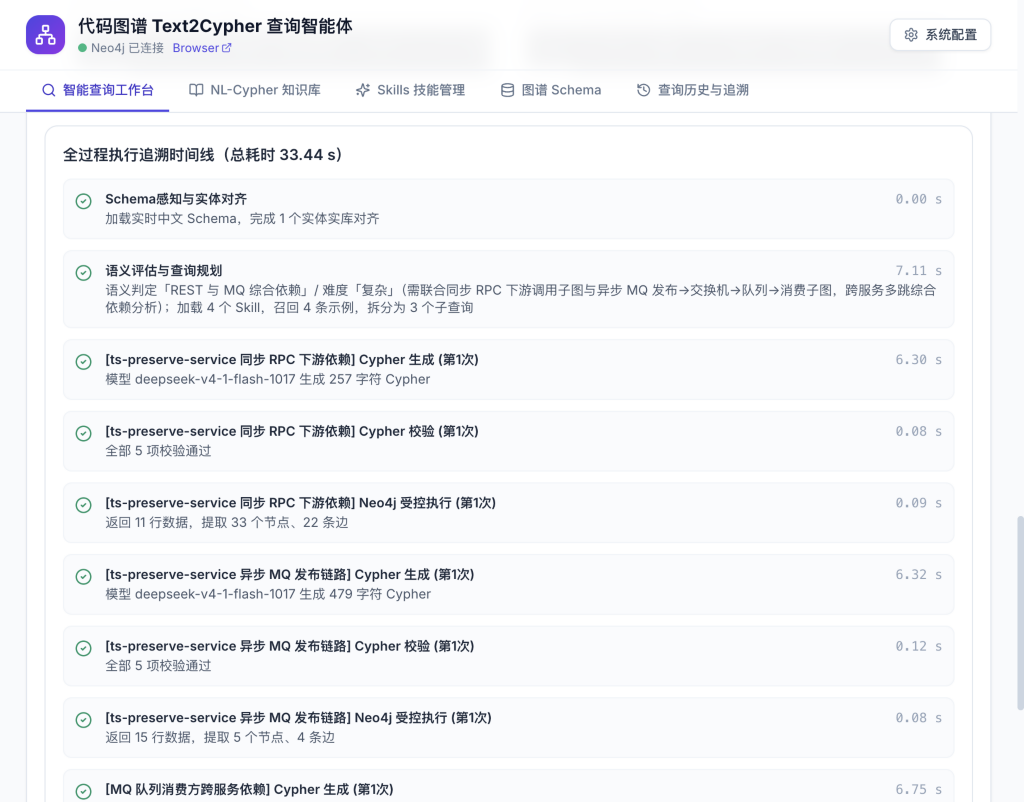 代码图谱 Text2Cypher 查询智能体
Neo4j 已连接 Browser
系统配置
智能查询工作台
NL-Cypher 知识库
Skills 技能管理
图谱 Schema
查询历史与追溯
全过程执行追溯时间线（总耗时 33.44 s）
Schema感知与实体对齐 0.00 s
加载实时中文 Schema，完成 1 个实体实库对齐
语义评估与查询规划 7.11 s
语义判定「REST 与 MQ 综合依赖」/ 难度「复杂」（需联合同步 RPC 下游调用子图与异步 MQ 发布→交换机→队列→消费子图，跨服务多跳综合
依赖分析）；加载 4 个 Skill，召回 4 条示例，拆分为 3 个子查询
[ts-preserve-service 同步 RPC 下游依赖] Cypher 生成 (第1次) 6.30 s
模型 deepseek-v4-1-flash-1017 生成 257 字符 Cypher
[ts-preserve-service 同步 RPC 下游依赖] Cypher 校验 (第1次) 0.08 s
全部 5 项校验通过
[ts-preserve-service 同步 RPC 下游依赖] Neo4j 受控执行 (第1次) 0.09 s
返回 11 行数据，提取 33 个节点、22 条边
[ts-preserve-service 异步 MQ 发布链路] Cypher 生成 (第1次) 6.32 s
模型 deepseek-v4-1-flash-1017 生成 479 字符 Cypher
[ts-preserve-service 异步 MQ 发布链路] Cypher 校验 (第1次) 0.12 s
全部 5 项校验通过
[ts-preserve-service 异步 MQ 发布链路] Neo4j 受控执行 (第1次) 0.08 s
返回 15 行数据，提取 5 个节点、4 条边
[MQ 队列消费方跨服务依赖] Cypher 生成 (第1次) 6.75 s